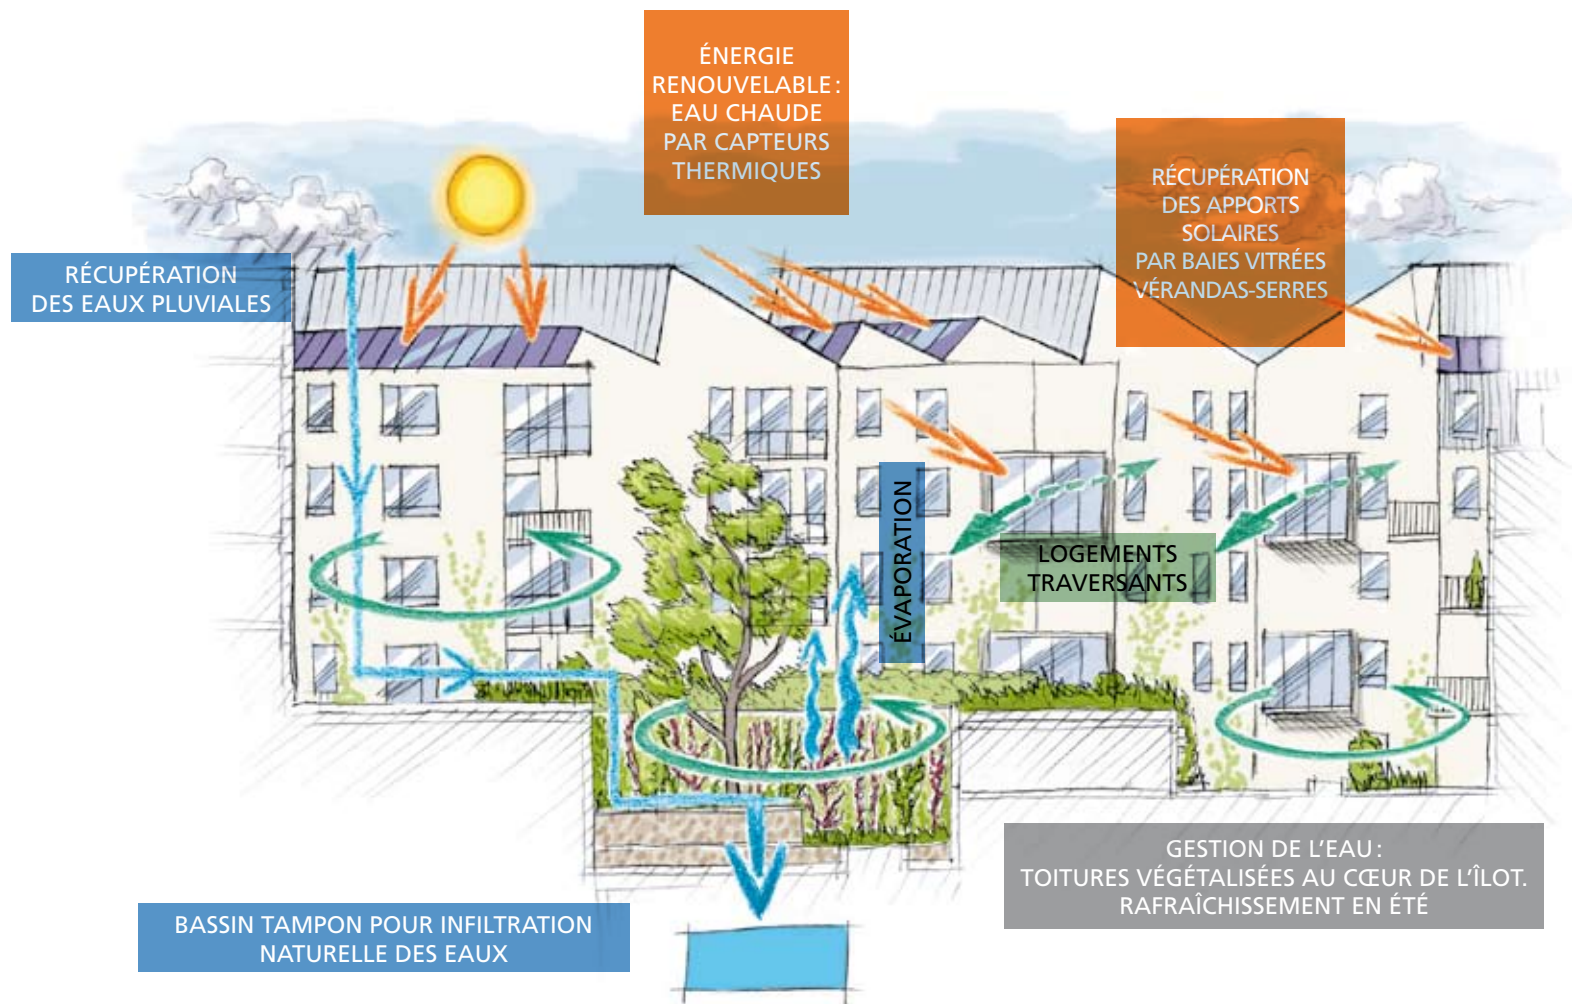 ÉNERGIE
RENOUVELABLE :
EAU CHAUDE
PAR CAPTEURS
THERMIQUES
RÉCUPÉRATION
DES APPORTS
SOLAIRES
PAR BAIES VITRÉES
VÉRANDAS-SERRES
RÉCUPÉRATION
DES EAUX PLUVIALES
ÉVAPORATION
LOGEMENTS
TRAVERSANTS
GESTION DE L'EAU :
TOITURES VÉGÉTALISÉES AU CŒUR DE L'ÎLOT.
RAFRAÎCHISSEMENT EN ÉTÉ
BASSIN TAMPON POUR INFILTRATION
NATURELLE DES EAUX